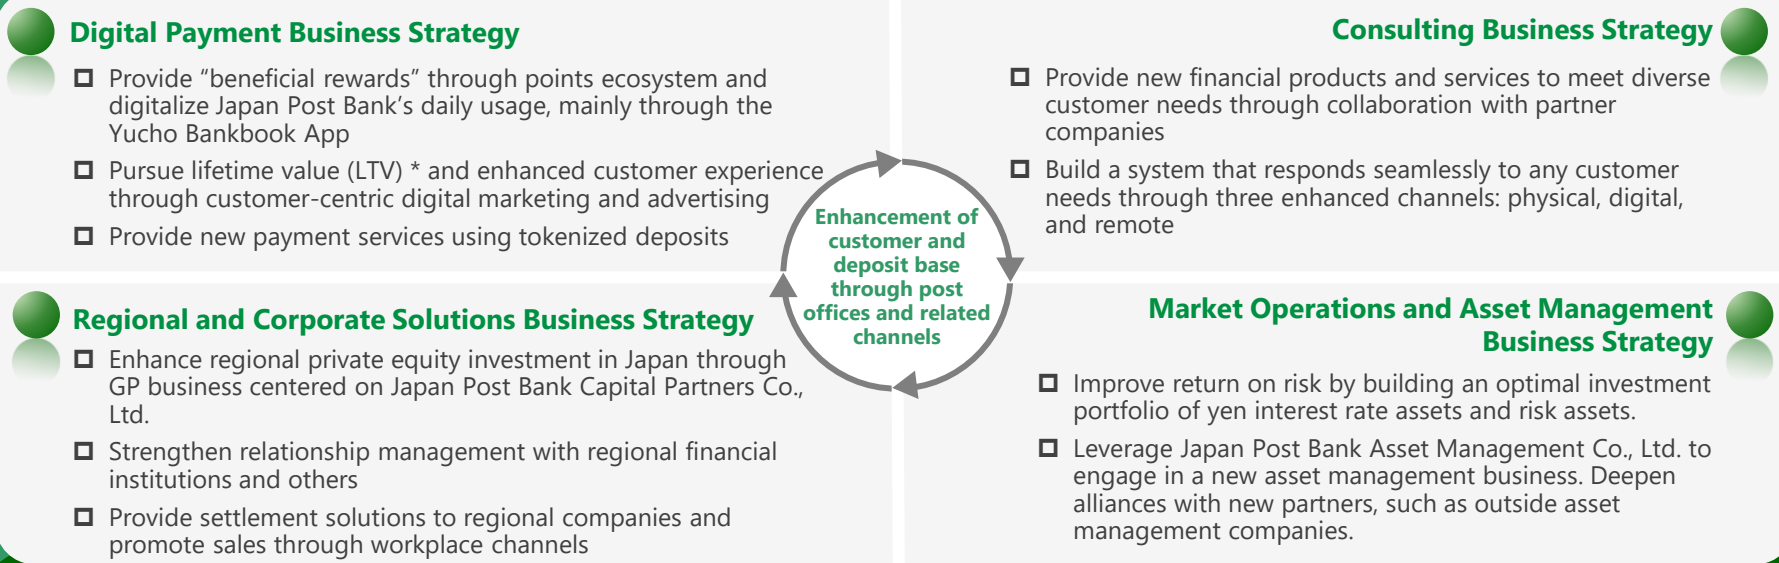 Digital Payment Business Strategy
Provide “beneficial rewards” through points ecosystem and
digitalize Japan Post Bank’s daily usage, mainly through the
Yucho Bankbook App
Pursue lifetime value (LTV) * and enhanced customer experience
through customer-centric digital marketing and advertising
Provide new payment services using tokenized deposits
Consulting Business Strategy
Provide new financial products and services to meet diverse
customer needs through collaboration with partner
companies
Build a system that responds seamlessly to any customer
needs through three enhanced channels: physical, digital,
and remote
Enhancement of
customer and
deposit base
through post
offices and related
channels
Regional and Corporate Solutions Business Strategy
Enhance regional private equity investment in Japan through
GP business centered on Japan Post Bank Capital Partners Co.,
Ltd.
Strengthen relationship management with regional financial
institutions and others
Provide settlement solutions to regional companies and
promote sales through workplace channels
Market Operations and Asset Management
Business Strategy
Improve return on risk by building an optimal investment
portfolio of yen interest rate assets and risk assets.
Leverage Japan Post Bank Asset Management Co., Ltd. to
engage in a new asset management business. Deepen
alliances with new partners, such as outside asset
management companies.